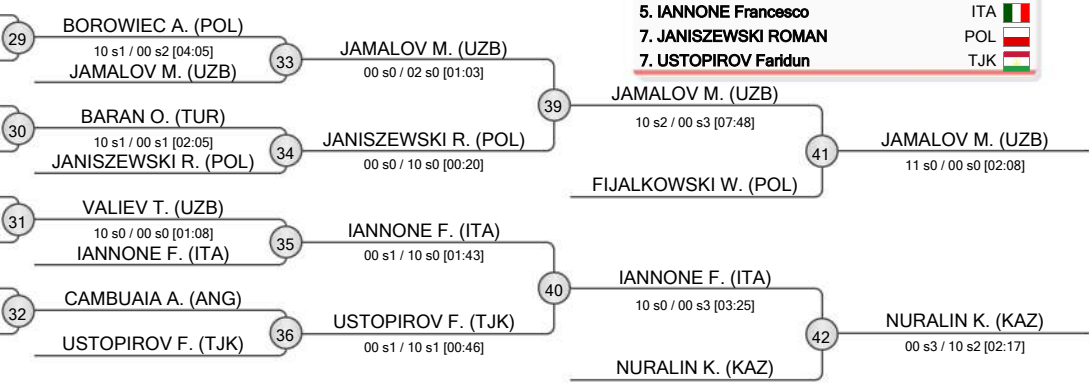 5. IANNONE Francesco ITA
7. JANISZEWSKI ROMAN POL
7. USTOPIROV Faridun TJK
29
BOROWIEC A. (POL)
10 s1 / 00 s2 [04:05]
JAMALOV M. (UZB)
33
JAMALOV M. (UZB)
00 s0 / 02 s0 [01:03]
30
BARAN O. (TUR)
10 s1 / 00 s1 [02:05]
JANISZEWSKI R. (POL)
34
JANISZEWSKI R. (POL)
00 s0 / 10 s0 [00:20]
39
JAMALOV M. (UZB)
10 s2 / 00 s3 [07:48]
FIJALKOWSKI W. (POL)
41
JAMALOV M. (UZB)
11 s0 / 00 s0 [02:08]
31
VALIEV T. (UZB)
10 s0 / 00 s0 [01:08]
IANNONE F. (ITA)
35
IANNONE F. (ITA)
00 s1 / 10 s0 [01:43]
32
CAMBUAIA A. (ANG)
USTOPIROV F. (TJK)
36
USTOPIROV F. (TJK)
00 s1 / 10 s1 [00:46]
40
IANNONE F. (ITA)
10 s0 / 00 s3 [03:25]
NURALIN K. (KAZ)
42
NURALIN K. (KAZ)
00 s3 / 10 s2 [02:17]